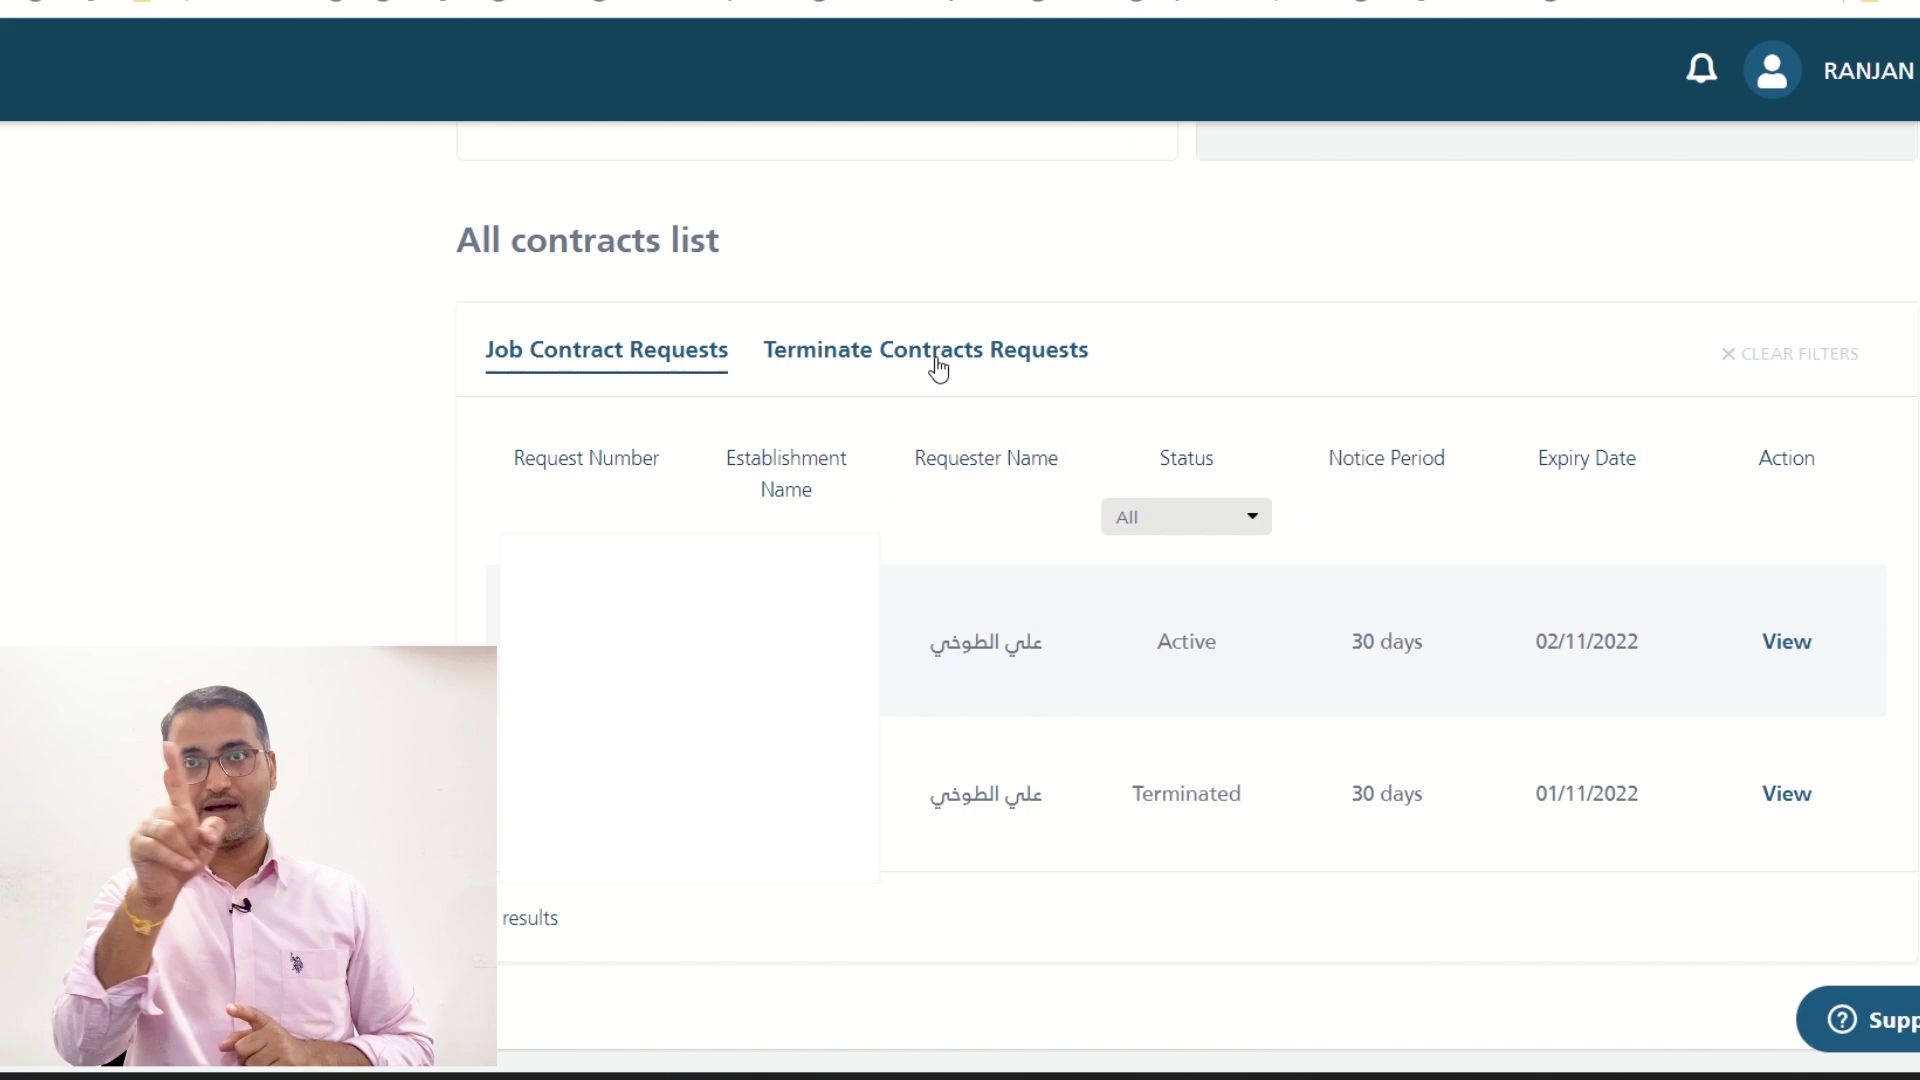 RANJAN
All contracts list
Job Contract Requests
Terminate Contracts Requests
CLEAR FILTERS
Request Number
Establishment
Name
Requester Name
Status
Notice Period
Expiry Date
Action
All
علي الطوخي
Active
30 days
02/11/2022
View
علي الطوخي
Terminated
30 days
01/11/2022
View
results
Supp